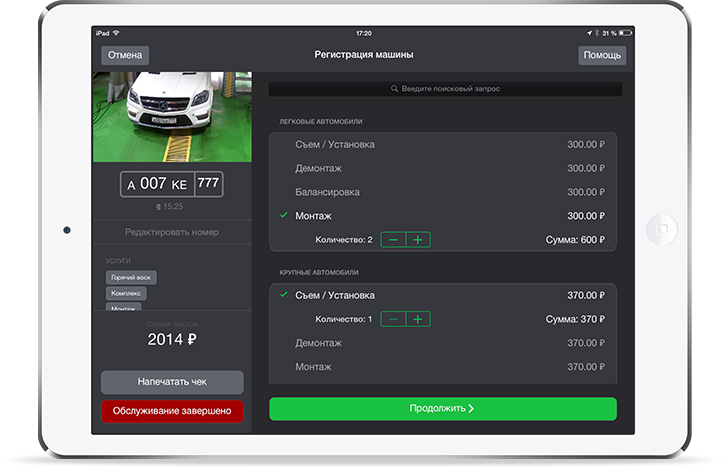 iPad 17:20 31 %
Отмена Регистрация машины Помощь
Введите поисковый запрос
А 007 КЕ 777
15:25
Редактировать номер
УСЛУГИ
Горячий воск
Комплекс
Монтаж
СУММА ЗАКАЗА
2014 ₽
Напечатать чек
Обслуживание завершено
ЛЕГКОВЫЕ АВТОМОБИЛИ
Съем / Установка 300.00 ₽
Демонтаж 300.00 ₽
Балансировка 300.00 ₽
Монтаж 300.00 ₽
Количество: 2 Сумма: 600 ₽
КРУПНЫЕ АВТОМОБИЛИ
Съем / Установка 370.00 ₽
Количество: 1 Сумма: 370 ₽
Демонтаж 370.00 ₽
Монтаж 370.00 ₽
Продолжить